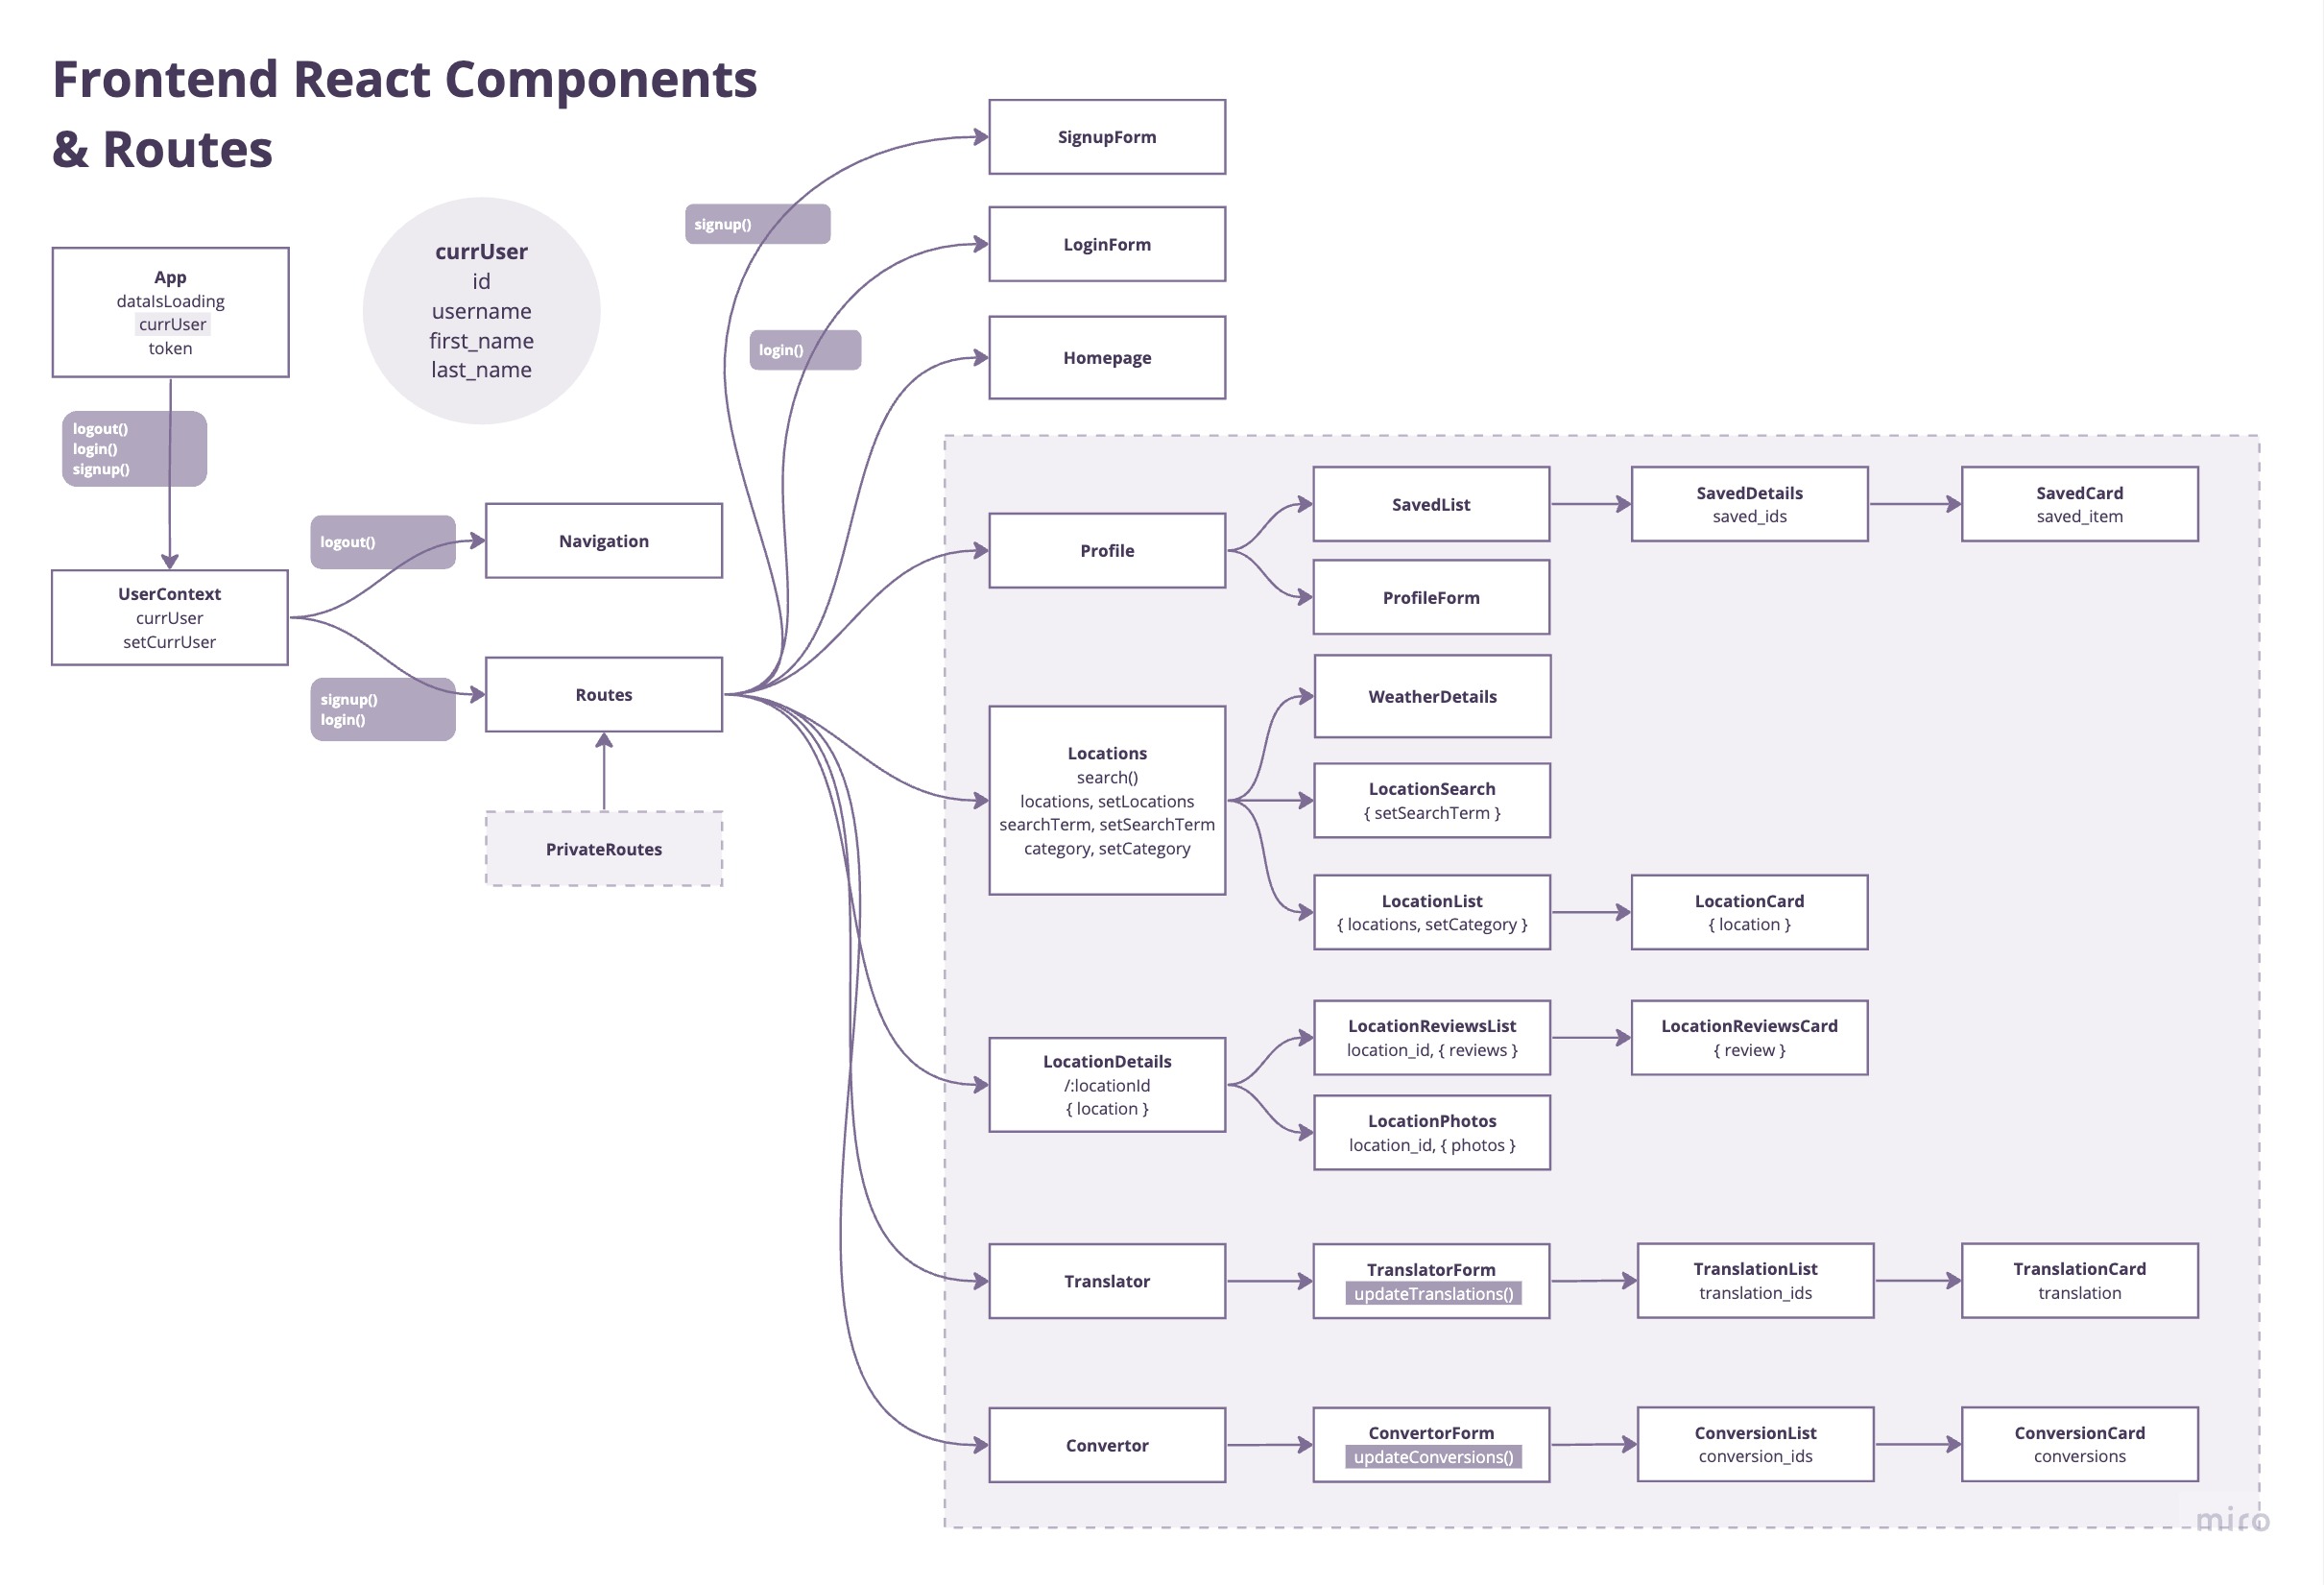 Frontend React Components
& Routes
App
dataIsLoading
currUser
token
currUser
id
username
first_name
last_name
logout()
login()
signup()
UserContext
currUser
setCurrUser
logout()
signup()
login()
Navigation
Routes
PrivateRoutes
signup()
login()
SignupForm
LoginForm
Homepage
Profile
SavedList
SavedDetails
saved_ids
SavedCard
saved_item
ProfileForm
Locations
search()
locations, setLocations
searchTerm, setSearchTerm
category, setCategory
WeatherDetails
LocationSearch
{ setSearchTerm }
LocationList
{ locations, setCategory }
LocationCard
{ location }
LocationDetails
/:locationId
{ location }
LocationReviewsList
location_id, { reviews }
LocationReviewsCard
{ review }
LocationPhotos
location_id, { photos }
Translator
TranslatorForm
updateTranslations()
TranslationList
translation_ids
TranslationCard
translation
Convertor
ConvertorForm
updateConversions()
ConversionList
conversion_ids
ConversionCard
conversions
miro